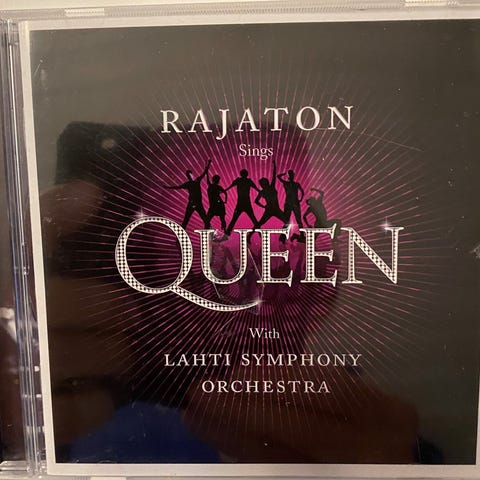 RAJATON
Sings
QUEEN
With
LAHTI SYMPHONY
ORCHESTRA